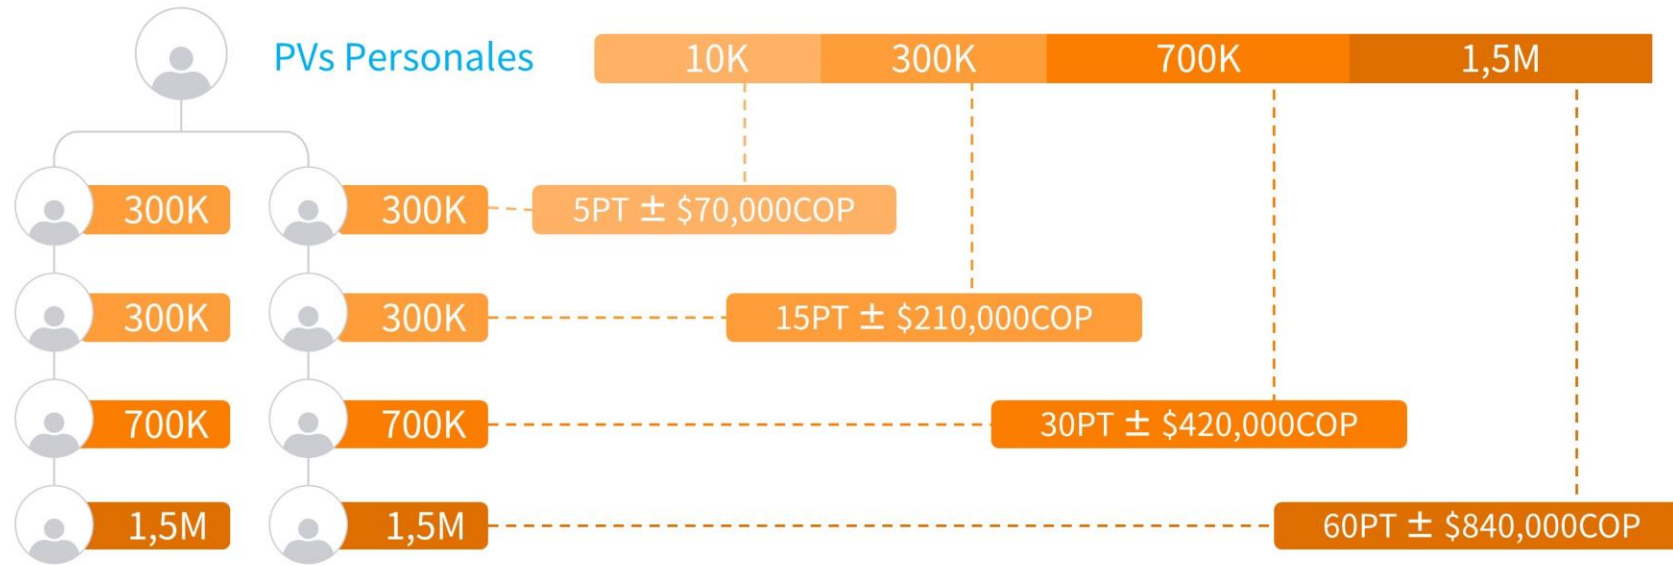 PVs Personales 10K 300K 700K 1,5M
300K 300K 5PT ± $70,000COP
300K 300K 15PT ± $210,000COP
700K 700K 30PT ± $420,000COP
1,5M 1,5M 60PT ± $840,000COP